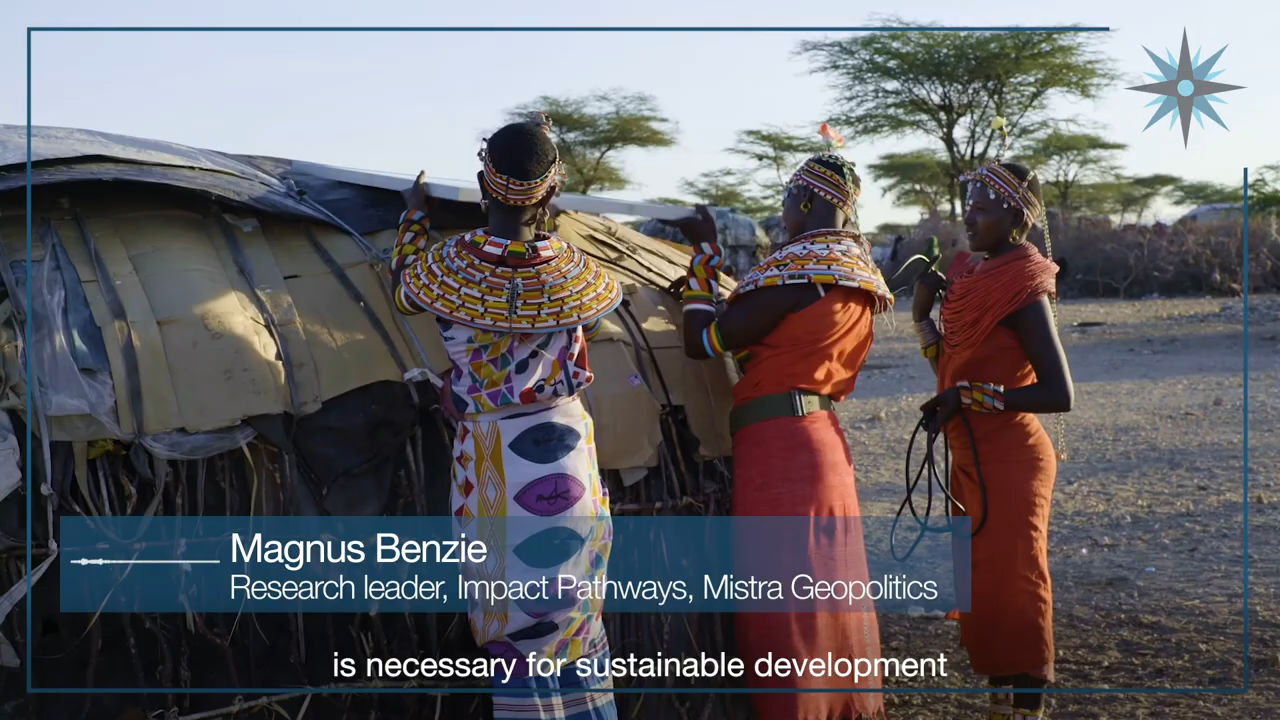 Magnus Benzie
Research leader, Impact Pathways, Mistra Geopolitics
is necessary for sustainable development